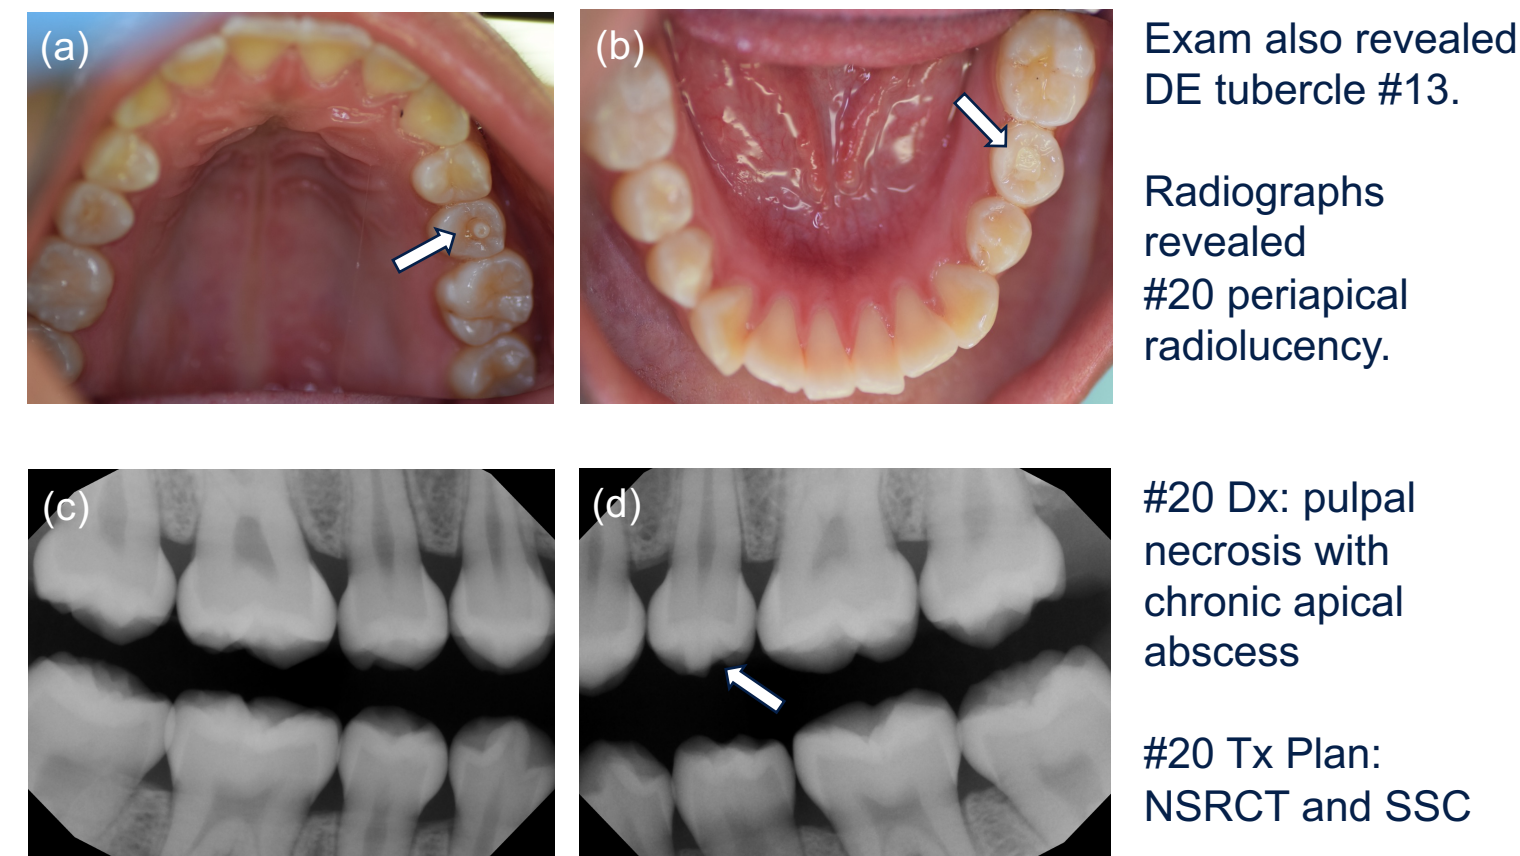 (a)
(b)
Exam also revealed
DE tubercle #13.
Radiographs
revealed
#20 periapical
radiolucency.
(c)
(d)
#20 Dx: pulpal
necrosis with
chronic apical
abscess
#20 Tx Plan:
NSRCT and SSC